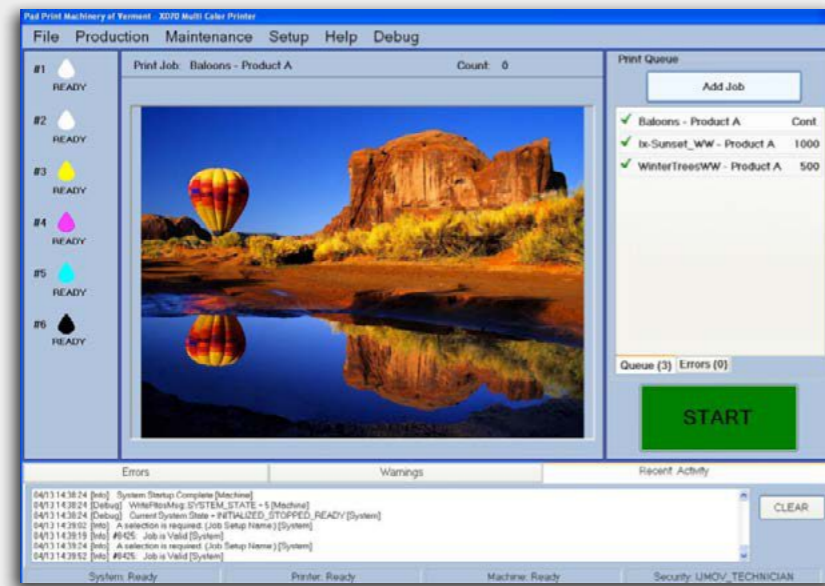 Pad Print Machinery of Vermont - XD70 Multi Color Printer
File Production Maintenance Setup Help Debug
#1
READY
#2
READY
#3
READY
#4
READY
#5
READY
#6
READY
Print Job: Baloons - Product A Count: 0
Print Queue
Add Job
Baloons - Product A Cont
Ix-Sunset_WW - Product A 1000
WinterTreesWW - Product A 500
Queue (3) Errors (0)
START
Errors Warnings Recent Activity
04/13 14:38:24 [Info] System Startup Complete [Machine]
04/13 14:38:24 [Debug] WriteFitosMsg: SYSTEM_STATE = 5 [Machine]
04/13 14:38:24 [Debug] Current System State = INITIALIZED_STOPPED_READY [System]
04/13 14:39:02 [Info] A selection is required. (Job Setup Name:) [System]
04/13 14:39:19 [Info] #8425: Job is Valid [System]
04/13 14:39:24 [Info] A selection is required. (Job Setup Name:) [System]
04/13 14:39:52 [Info] #8425: Job is Valid [System]
CLEAR
System: Ready Printer: Ready Machine: Ready Security: IJMOV_TECHNICIAN